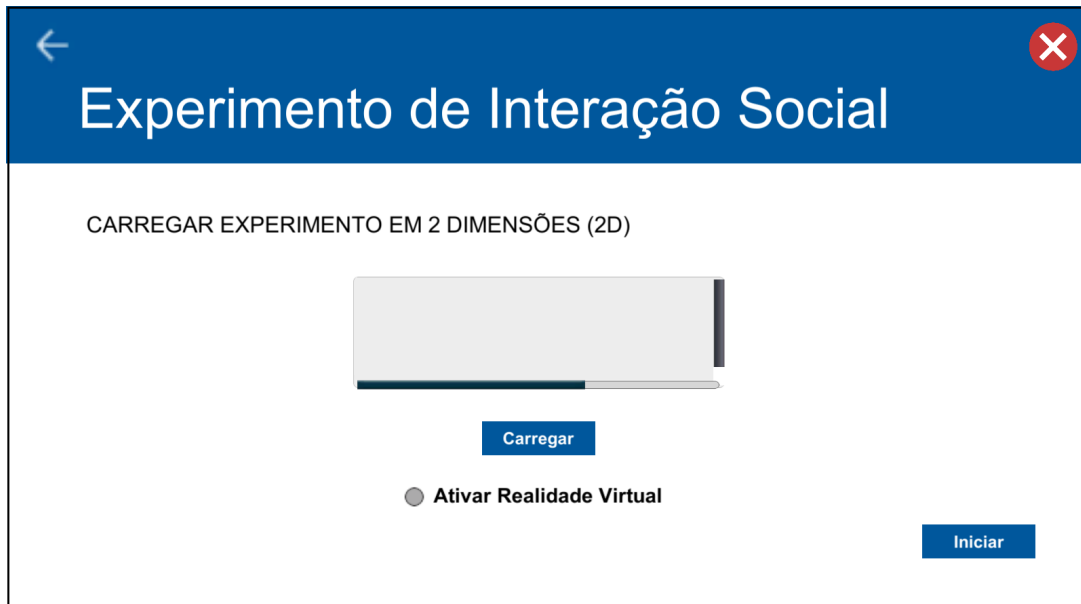 Experimento de Interação Social
CARREGAR EXPERIMENTO EM 2 DIMENSÕES (2D)
Carregar
Ativar Realidade Virtual
Iniciar